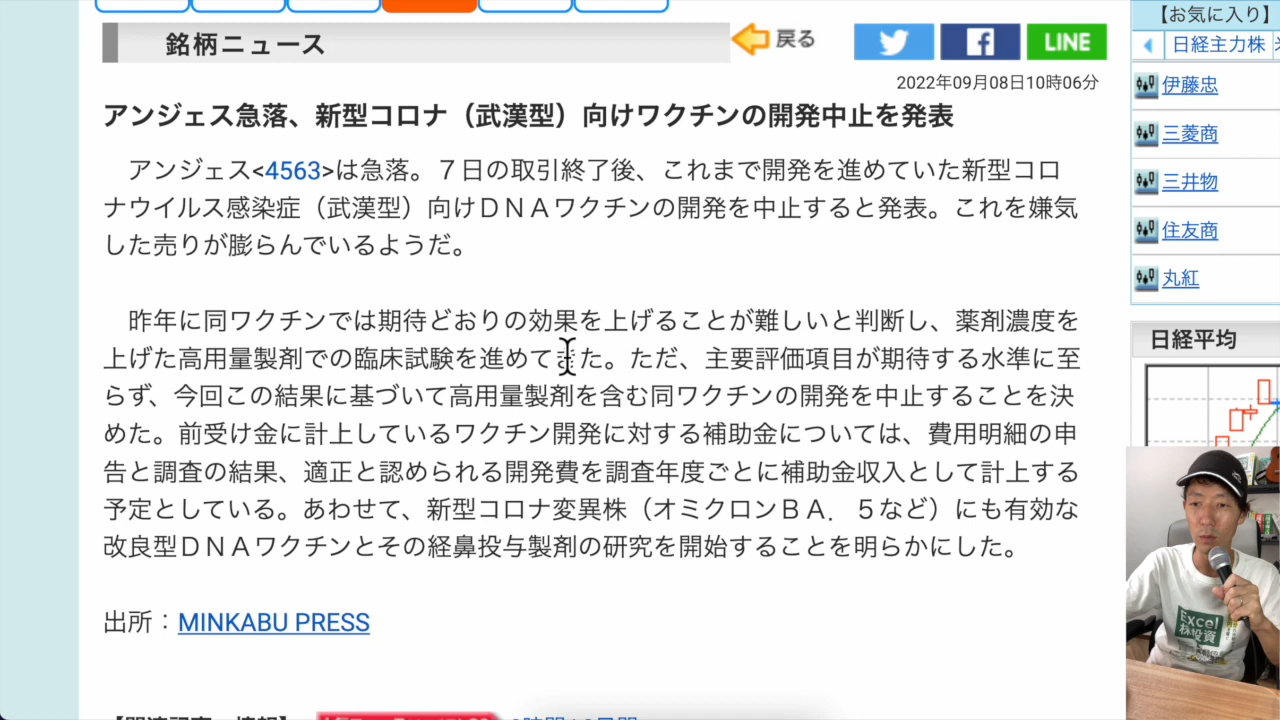 銘柄ニュース
戻る
LINE
2022年09月08日10時06分
アンジェス急落、新型コロナ（武漢型）向けワクチンの開発中止を発表
アンジェス<4563>は急落。７日の取引終了後、これまで開発を進めていた新型コロ
ナウイルス感染症（武漢型）向けＤＮＡワクチンの開発を中止すると発表。これを嫌気
した売りが膨らんでいるようだ。
昨年に同ワクチンでは期待どおりの効果を上げることが難しいと判断し、薬剤濃度を
上げた高用量製剤での臨床試験を進めてきた。ただ、主要評価項目が期待する水準に至
らず、今回この結果に基づいて高用量製剤を含む同ワクチンの開発を中止することを決
めた。前受け金に計上しているワクチン開発に対する補助金については、費用明細の申
告と調査の結果、適正と認められる開発費を調査年度ごとに補助金収入として計上する
予定としている。あわせて、新型コロナ変異株（オミクロンＢＡ．５など）にも有効な
改良型ＤＮＡワクチンとその経鼻投与製剤の研究を開始することを明らかにした。
出所：MINKABU PRESS
【お気に入り】
日経主力株
伊藤忠
三菱商
三井物
住友商
丸紅
日経平均
Excel
株投資